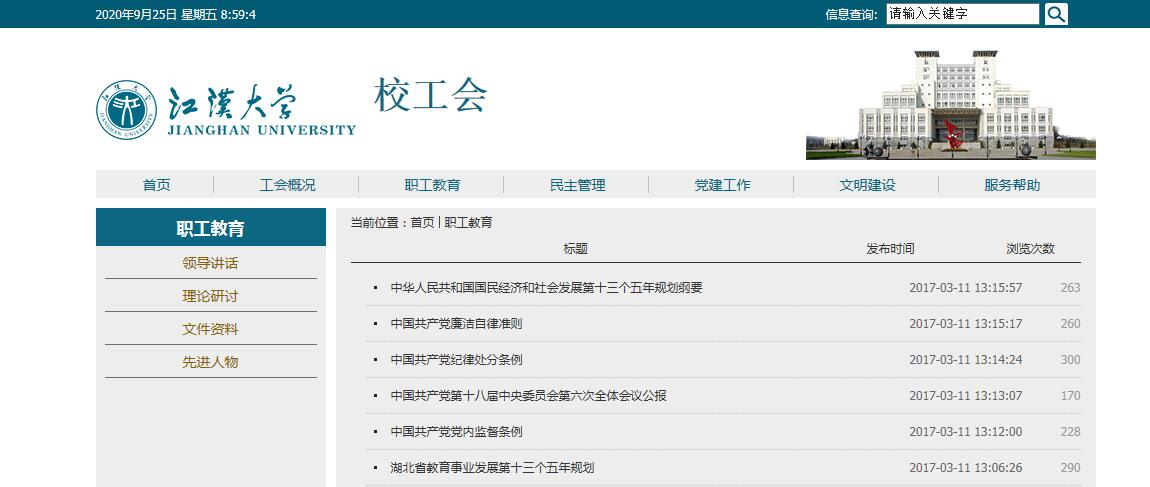 2020年9月25日 星期五 8:59:4 信息查询: 请输入关键字
江漢大学 校工会
JIANGHAN UNIVERSITY
首页 工会概况 职工教育 民主管理 党建工作 文明建设 服务帮助
职工教育
领导讲话
理论研讨
文件资料
先进人物
当前位置：首页 | 职工教育
标题 发布时间 浏览次数
中华人民共和国国民经济和社会发展第十三个五年规划纲要 2017-03-11 13:15:57 263
中国共产党廉洁自律准则 2017-03-11 13:15:17 260
中国共产党纪律处分条例 2017-03-11 13:14:24 300
中国共产党第十八届中央委员会第六次全体会议公报 2017-03-11 13:13:07 170
中国共产党党内监督条例 2017-03-11 13:12:00 228
湖北省教育事业发展第十三个五年规划 2017-03-11 13:06:26 290